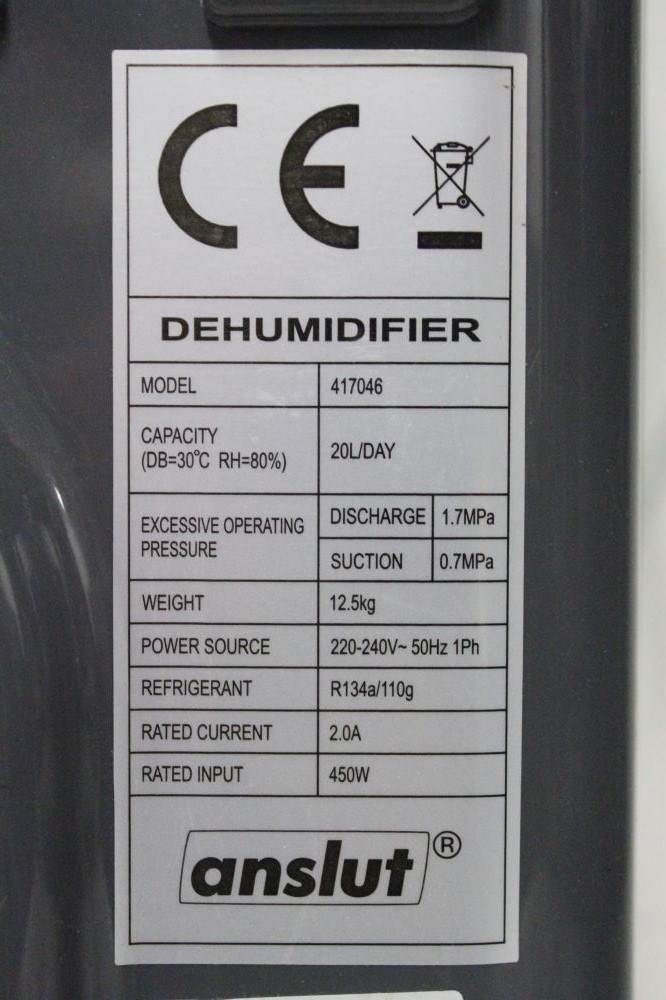 CE
DEHUMIDIFIER
MODEL 417046
CAPACITY
(DB=30°C RH=80%) 20L/DAY
EXCESSIVE OPERATING
PRESSURE
DISCHARGE 1.7MPa
SUCTION 0.7MPa
WEIGHT 12.5kg
POWER SOURCE 220-240V~ 50Hz 1Ph
REFRIGERANT R134a/110g
RATED CURRENT 2.0A
RATED INPUT 450W
anslut®